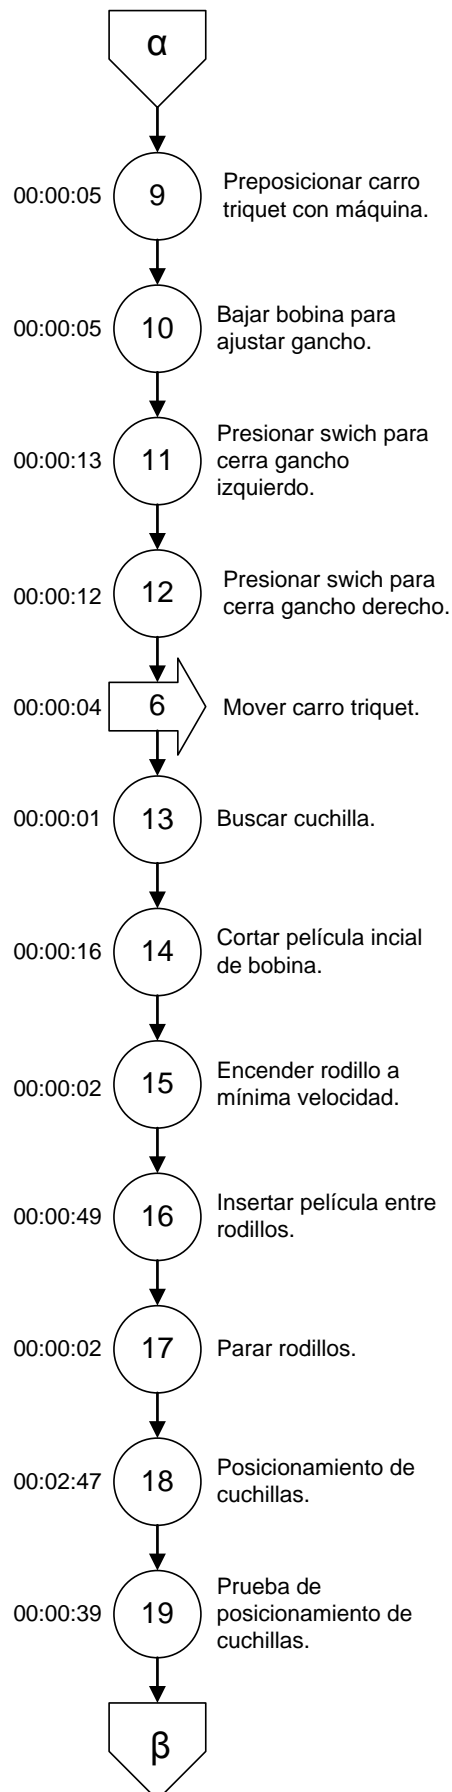 α
00:00:05
9
Preposicionar carro
triquet con máquina.
00:00:05
10
Bajar bobina para
ajustar gancho.
00:00:13
11
Presionar swich para
cerra gancho
izquierdo.
00:00:12
12
Presionar swich para
cerra gancho derecho.
00:00:04
6
Mover carro triquet.
00:00:01
13
Buscar cuchilla.
00:00:16
14
Cortar película incial
de bobina.
00:00:02
15
Encender rodillo a
mínima velocidad.
00:00:49
16
Insertar película entre
rodillos.
00:00:02
17
Parar rodillos.
00:02:47
18
Posicionamiento de
cuchillas.
00:00:39
19
Prueba de
posicionamiento de
cuchillas.
β